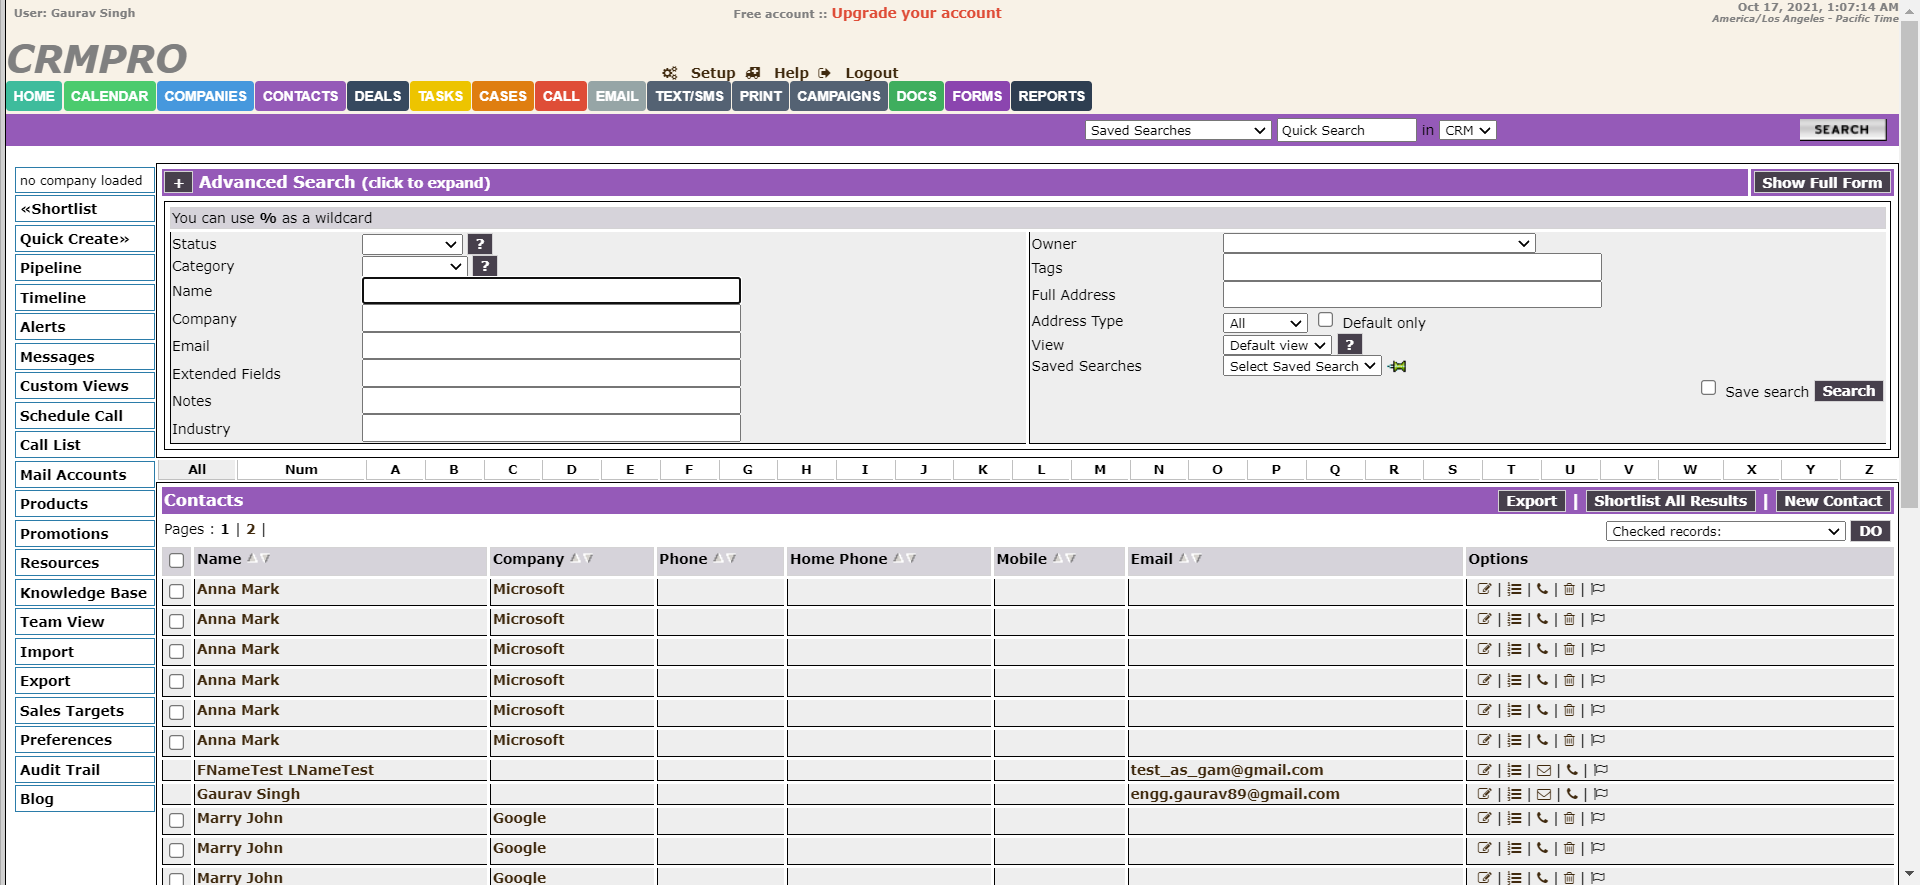 User: Gaurav Singh
Free account :: Upgrade your account
Oct 17, 2021, 1:07:14 AM
America/Los Angeles - Pacific Time
CRMPRO
Setup Help Logout
HOME CALENDAR COMPANIES CONTACTS DEALS TASKS CASES CALL EMAIL TEXT/SMS PRINT CAMPAIGNS DOCS FORMS REPORTS
Saved Searches Quick Search in CRM SEARCH
no company loaded
«Shortlist
Quick Create»
Pipeline
Timeline
Alerts
Messages
Custom Views
Schedule Call
Call List
Mail Accounts
Products
Promotions
Resources
Knowledge Base
Team View
Import
Export
Sales Targets
Preferences
Audit Trail
Blog
+ Advanced Search (click to expand) Show Full Form
You can use % as a wildcard
Status ?
Category ?
Name
Company
Email
Extended Fields
Notes
Industry
Owner
Tags
Full Address
Address Type All Default only
View Default view ?
Saved Searches Select Saved Search
Save search Search
All Num A B C D E F G H I J K L M N O P Q R S T U V W X Y Z
Contacts Export | Shortlist All Results | New Contact
Pages : 1 | 2 | Checked records: DO
Name Company Phone Home Phone Mobile Email Options
Anna Mark Microsoft | | | |
Anna Mark Microsoft | | | |
Anna Mark Microsoft | | | |
Anna Mark Microsoft | | | |
Anna Mark Microsoft | | | |
Anna Mark Microsoft | | | |
FNameTest LNameTest test_as_gam@gmail.com | | | |
Gaurav Singh engg.gaurav89@gmail.com | | | |
Marry John Google | | | |
Marry John Google | | | |
Marry John Google | | | |